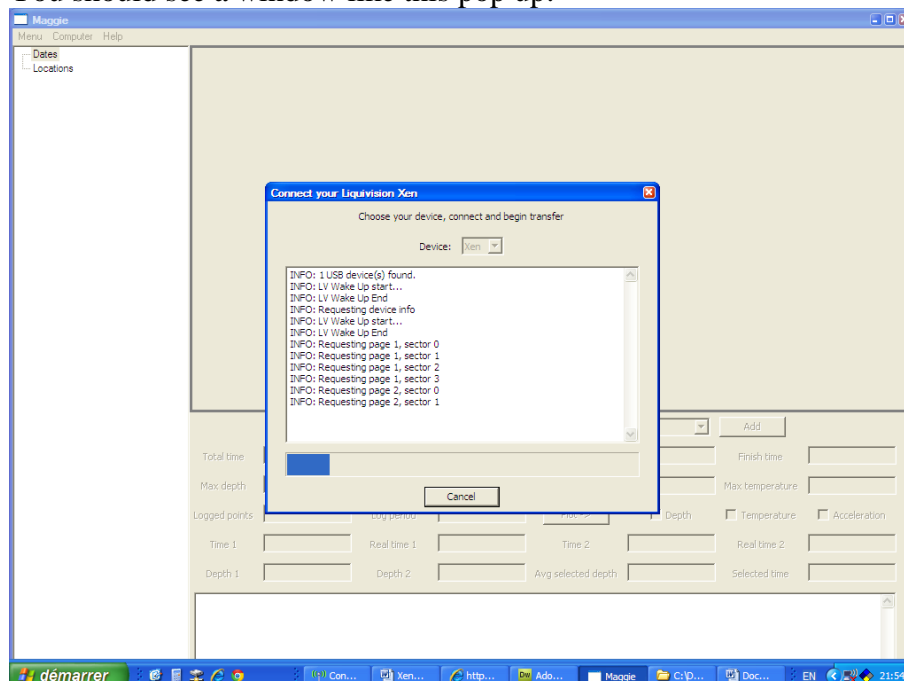 You should see a window like this pop up:
Maggie
Menu Computer Help
Dates
Locations
Connect your Liquivision Xen
Choose your device, connect and begin transfer
Device: Xen
INFO: 1 USB device(s) found.
INFO: LV Wake Up start...
INFO: LV Wake Up End
INFO: Requesting device info
INFO: LV Wake Up start...
INFO: LV Wake Up End
INFO: Requesting page 1, sector 0
INFO: Requesting page 1, sector 1
INFO: Requesting page 1, sector 2
INFO: Requesting page 1, sector 3
INFO: Requesting page 2, sector 0
INFO: Requesting page 2, sector 1
Cancel
Add
Total time Finish time
Max depth Max temperature
Logged points Log period Plot -> Depth Temperature Acceleration
Time 1 Real time 1 Time 2 Real time 2
Depth 1 Depth 2 Avg selected depth Selected time
démarrer Con... Xen... http... Ado... Maggie C:\D... Doc... EN 21:54